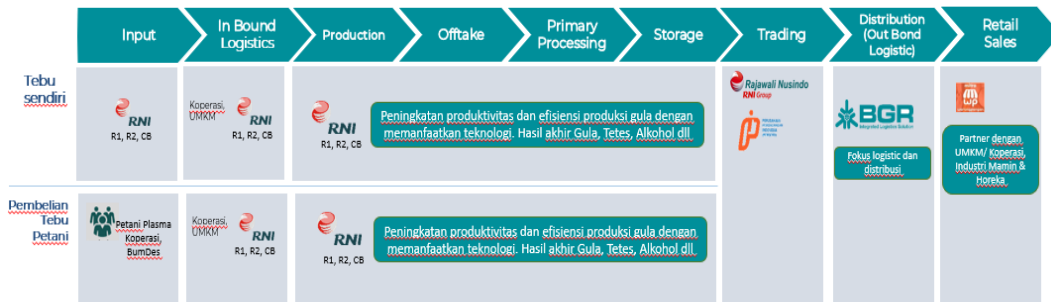 Input
In Bound
Logistics
Production
Offtake
Primary
Processing
Storage
Trading
Distribution
(Out Bond
Logistic)
Retail
Sales
Tebu
sendiri
RNI
R1, R2, CB
Koperasi,
UMKM
RNI
R1, R2, CB
RNI
R1, R2, CB
Peningkatan produktivitas dan efisiensi produksi gula dengan
memanfaatkan teknologi. Hasil akhir Gula, Tetes, Alkohol dll
Rajawali Nusindo
RNI Group
BGR
Integrated Logistics Solution
Fokus logistic dan
distribusi
Partner dengan
UMKM/ Koperasi,
Industri Mamin &
Horeka
Pembelian
Tebu
Petani
Petani Plasma
Koperasi,
BumDes
Koperasi,
UMKM
RNI
R1, R2, CB
RNI
R1, R2, CB
Peningkatan produktivitas dan efisiensi produksi gula dengan
memanfaatkan teknologi. Hasil akhir Gula, Tetes, Alkohol dll